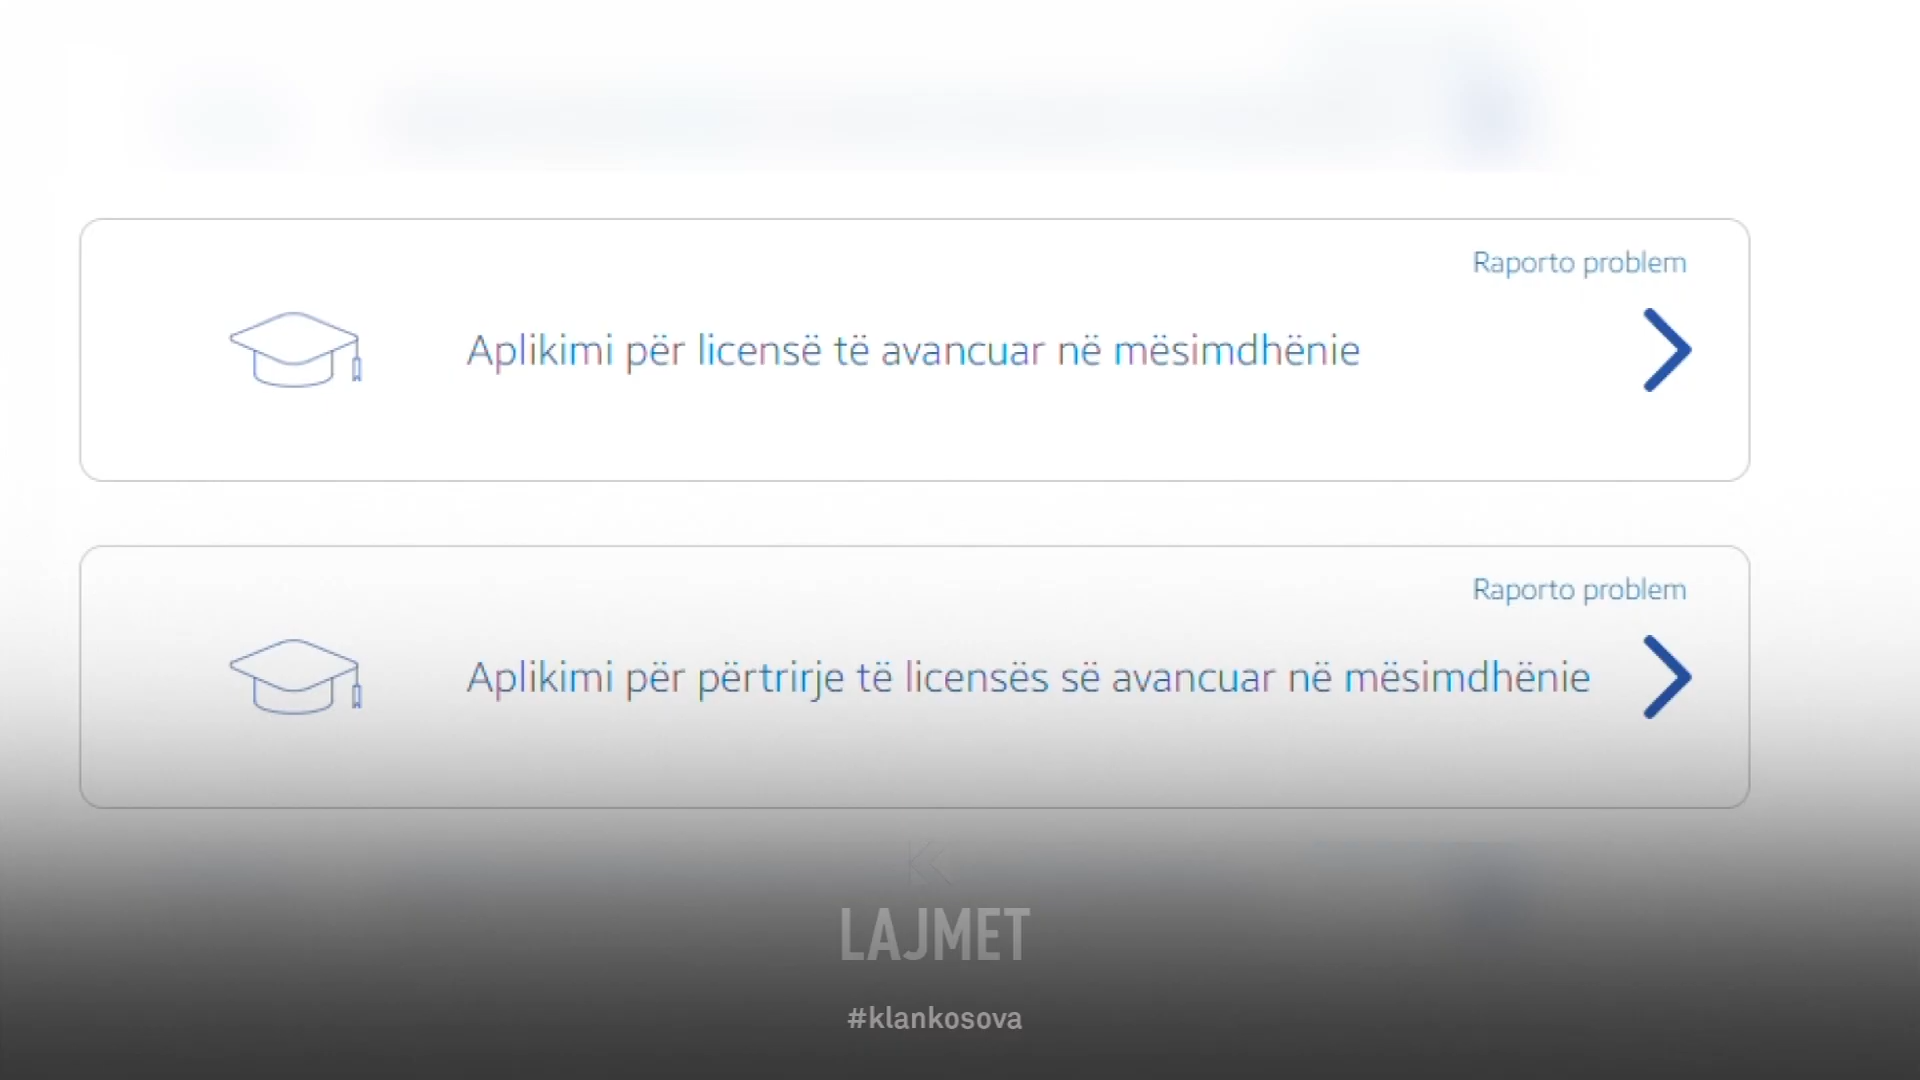 Raporto problem
Aplikimi për licensë të avancuar në mësimdhënie
Raporto problem
Aplikimi për përtrirje të licensës së avancuar në mësimdhënie
LAJMET
#klankosova